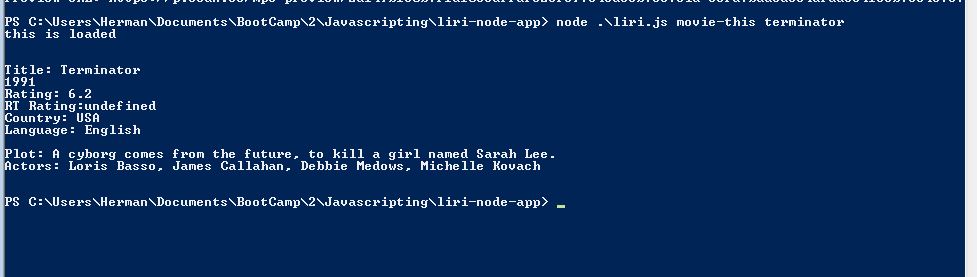 PS C:\Users\Herman\Documents\BootCamp\2\Javascripting\liri-node-app> node .\liri.js movie-this terminator
this is loaded
Title: Terminator
1991
Rating: 6.2
RT Rating:undefined
Country: USA
Language: English
Plot: A cyborg comes from the future, to kill a girl named Sarah Lee.
Actors: Loris Basso, James Callahan, Debbie Medows, Michelle Kovach
PS C:\Users\Herman\Documents\BootCamp\2\Javascripting\liri-node-app> _